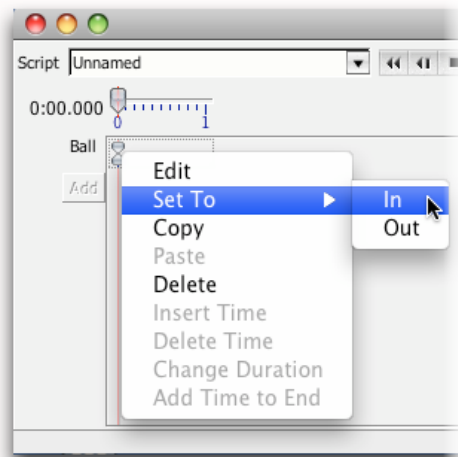 Script Unnamed
0:00.000
0 1
Ball
Add
Edit
Set To In
Copy Out
Paste
Delete
Insert Time
Delete Time
Change Duration
Add Time to End